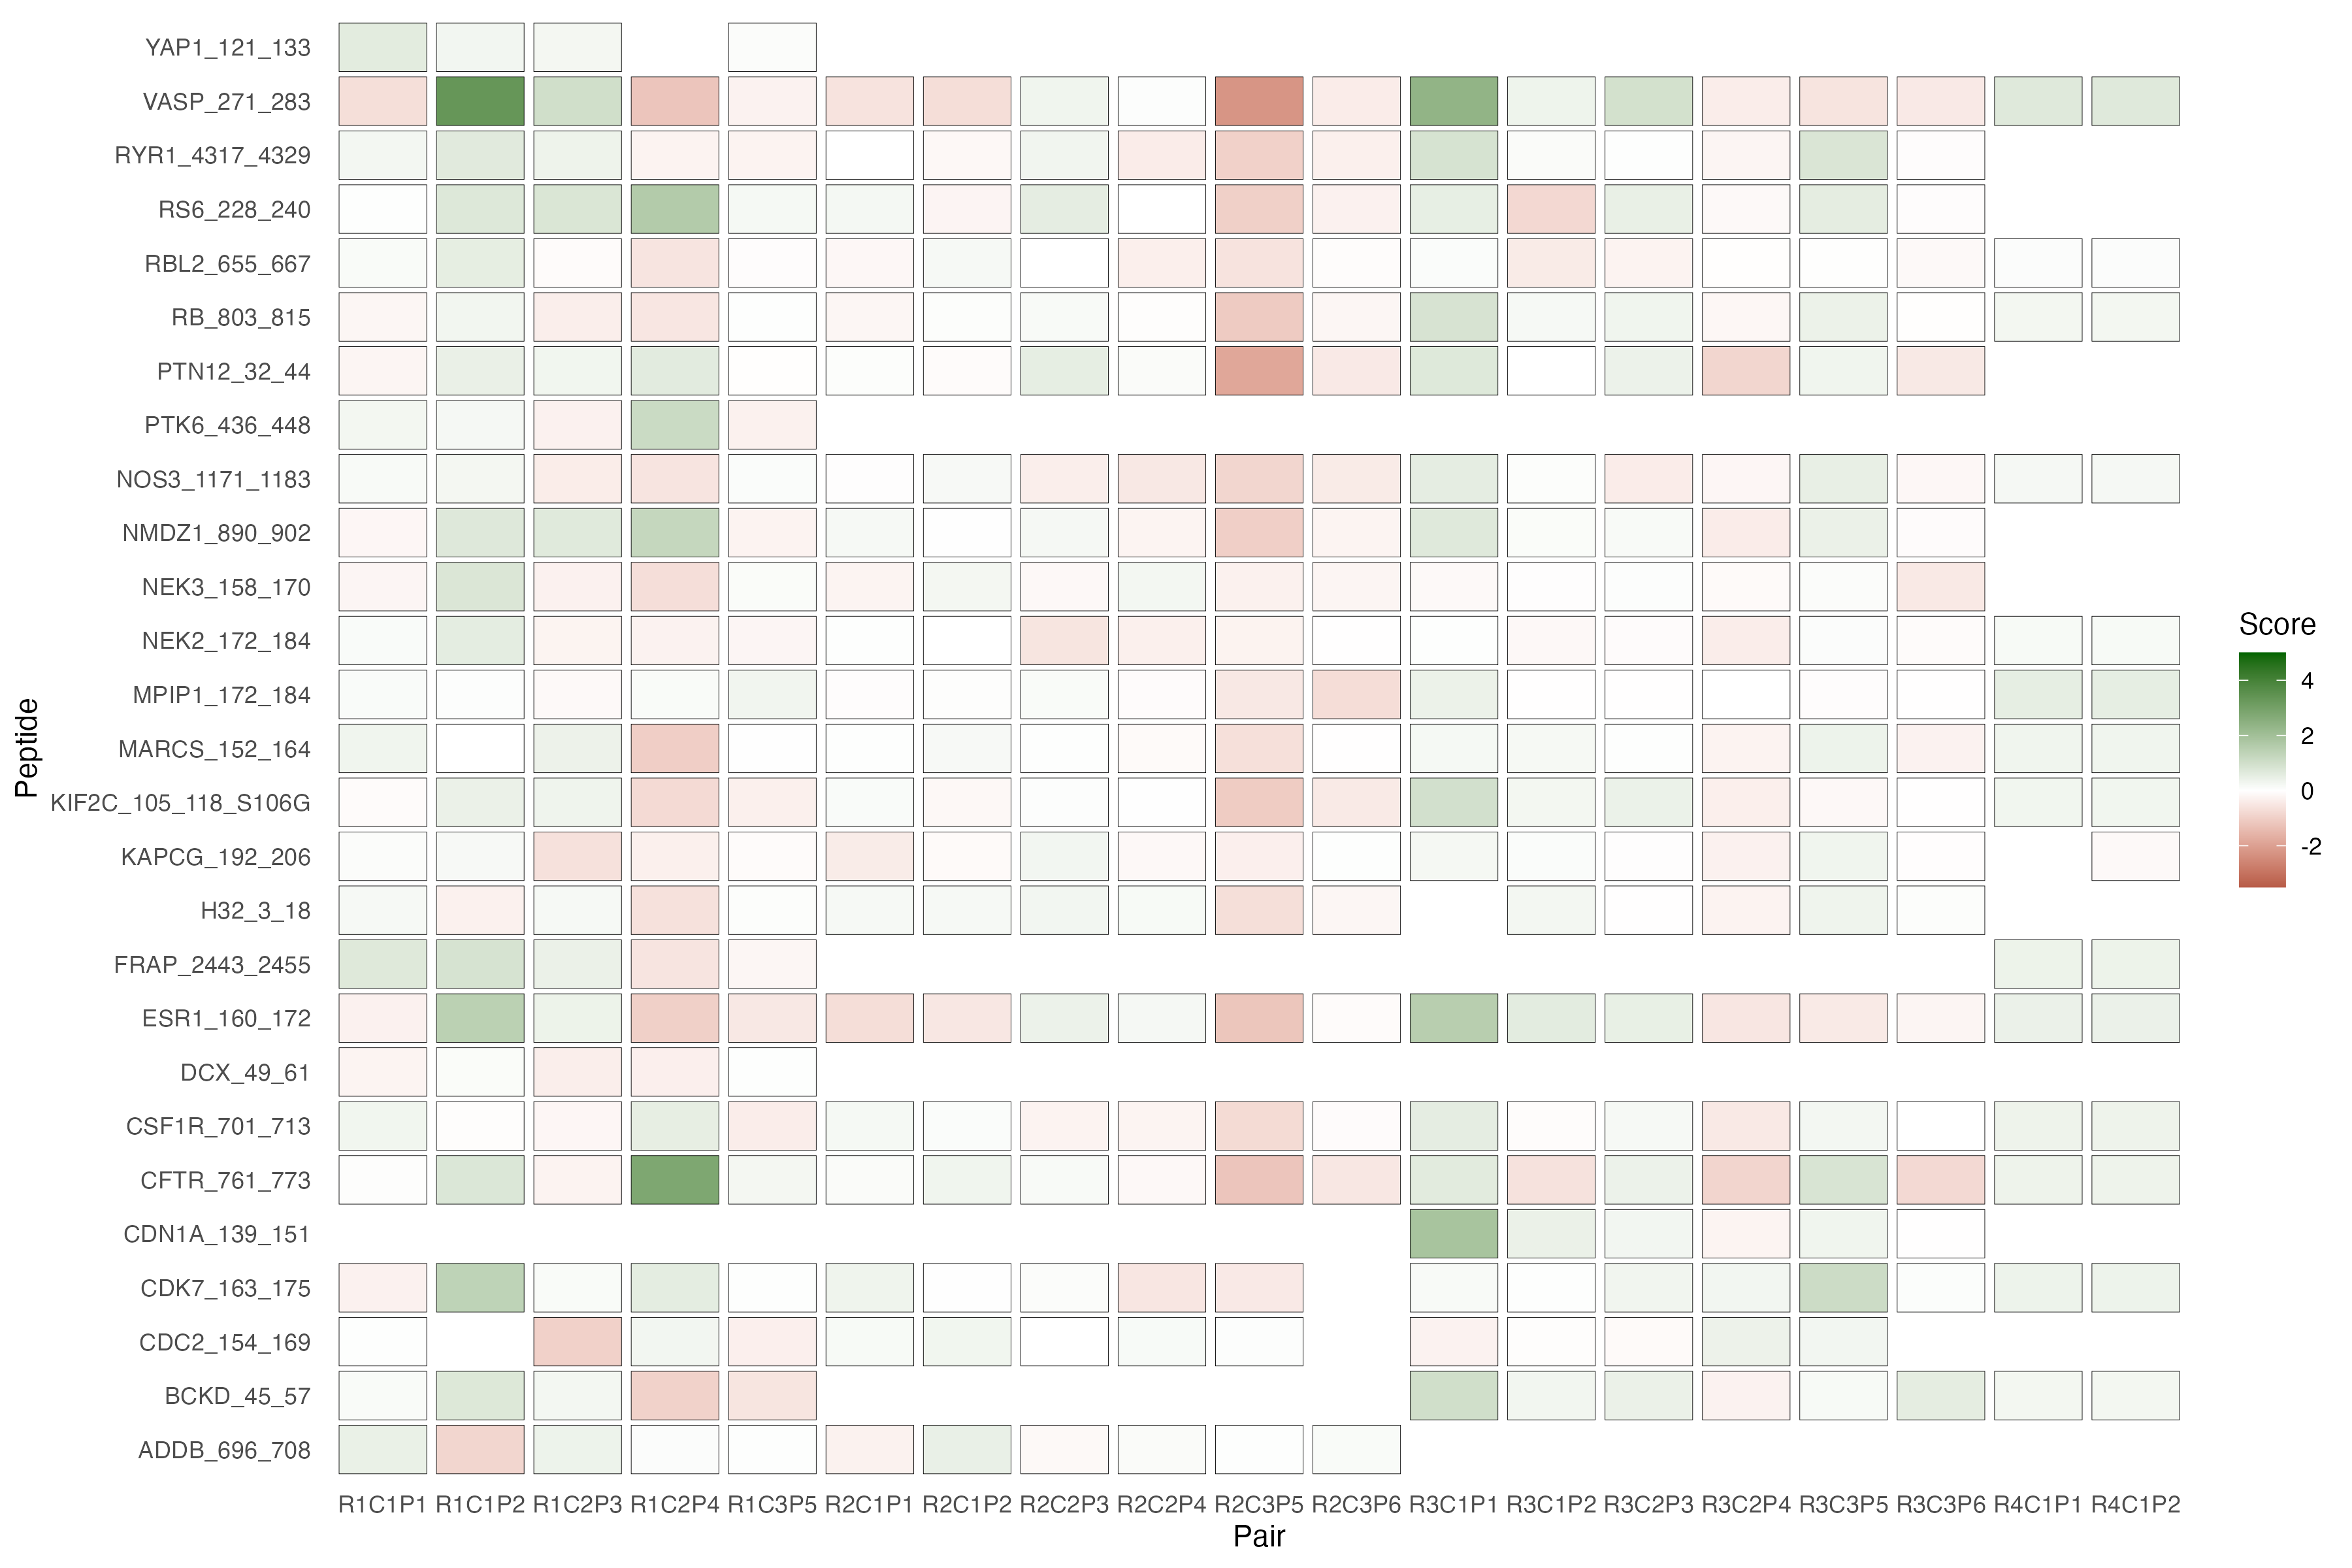 YAP1_121_133
VASP_271_283
RYR1_4317_4329
RS6_228_240
RBL2_655_667
RB_803_815
PTN12_32_44
PTK6_436_448
NOS3_1171_1183
NMDZ1_890_902
NEK3_158_170
NEK2_172_184
MPIP1_172_184
MARCS_152_164
KIF2C_105_118_S106G
KAPCG_192_206
H32_3_18
FRAP_2443_2455
ESR1_160_172
DCX_49_61
CSF1R_701_713
CFTR_761_773
CDN1A_139_151
CDK7_163_175
CDC2_154_169
BCKD_45_57
ADDB_696_708
Peptide
R1C1P1 R1C1P2 R1C2P3 R1C2P4 R1C3P5 R2C1P1 R2C1P2 R2C2P3 R2C2P4 R2C3P5 R2C3P6 R3C1P1 R3C1P2 R3C2P3 R3C2P4 R3C3P5 R3C3P6 R4C1P1 R4C1P2
Pair
Score
4
2
0
-2